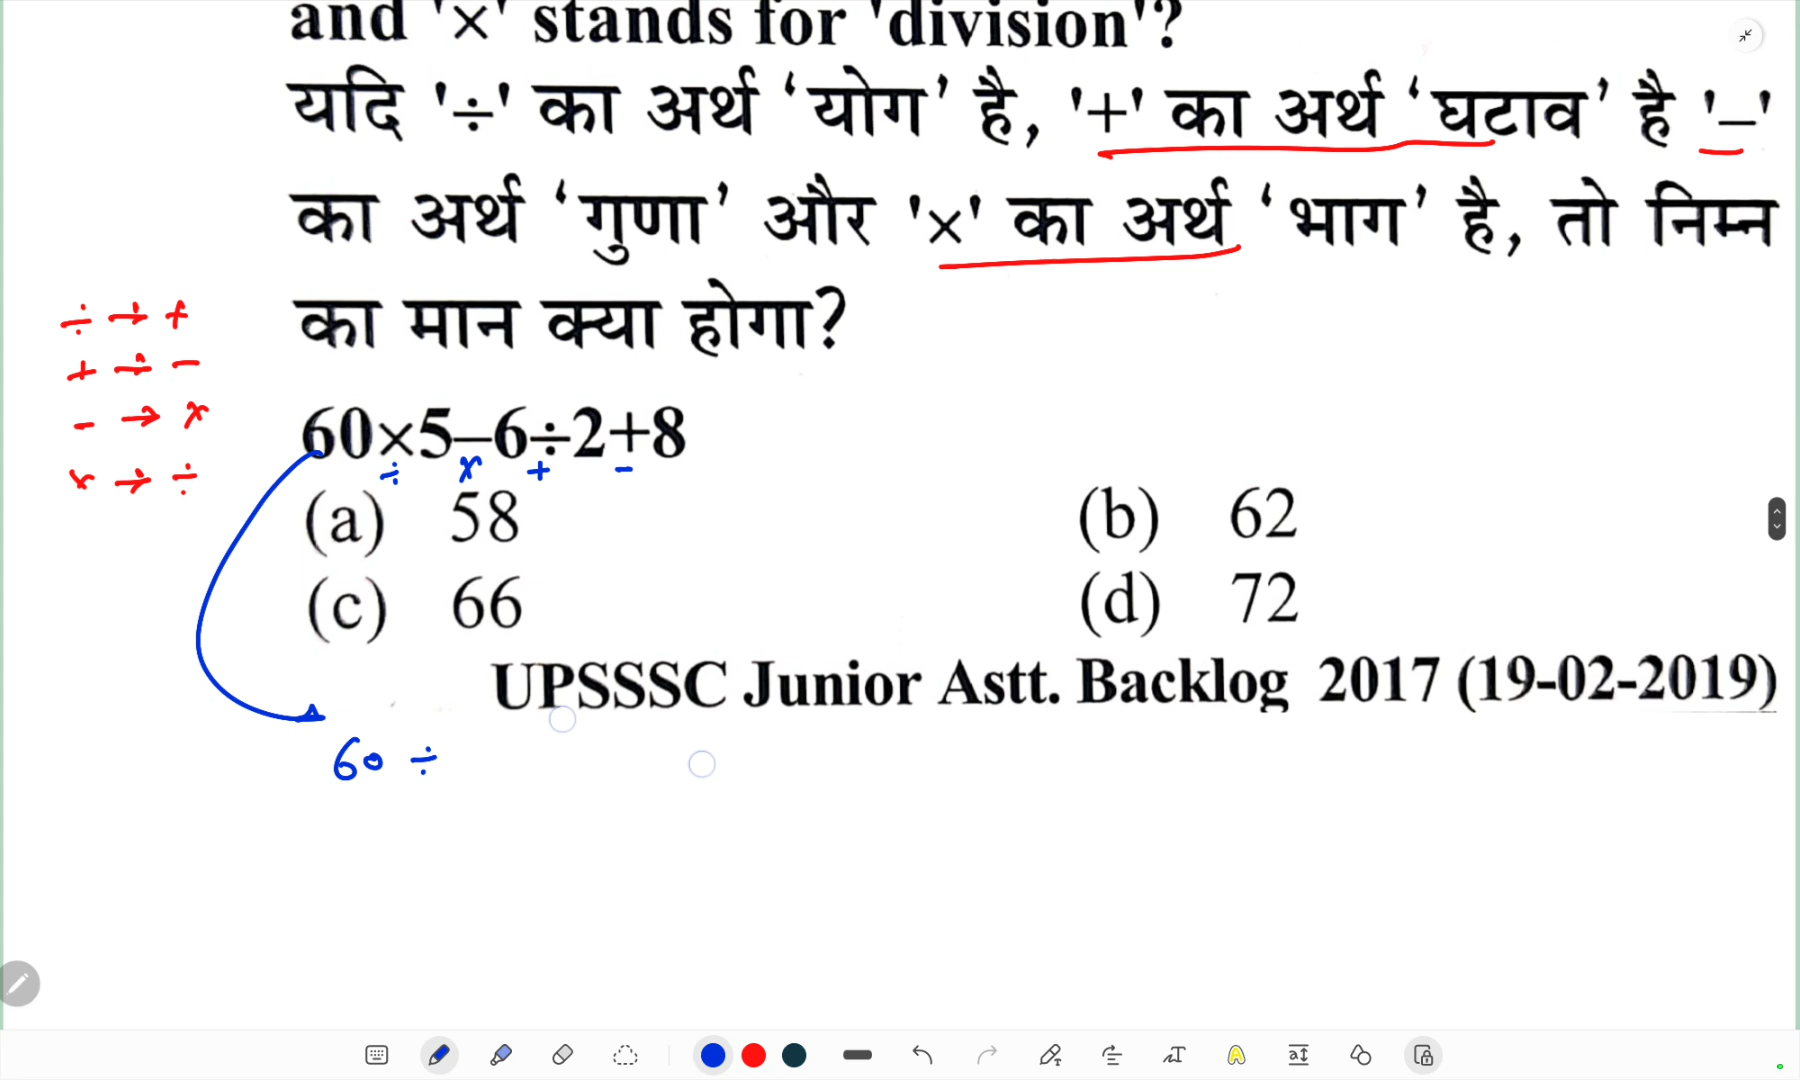 and '×' stands for 'division'?
यदि '÷' का अर्थ ‘योग’ है, '+' का अर्थ ‘घटाव’ है '–'
का अर्थ ‘गुणा’ और '×' का अर्थ ‘भाग’ है, तो निम्न
का मान क्या होगा?
÷ → +
+ → -
- → ×
× → ÷
60×5–6÷2+8
÷ × + -
(a) 58 (b) 62
(c) 66 (d) 72
UPSSSC Junior Astt. Backlog 2017 (19-02-2019)
60 ÷